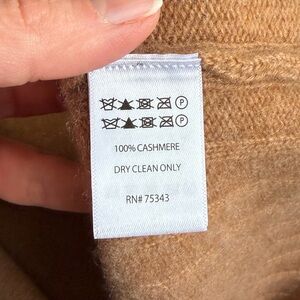 P
P
100% CASHMERE
DRY CLEAN ONLY
RN# 75343